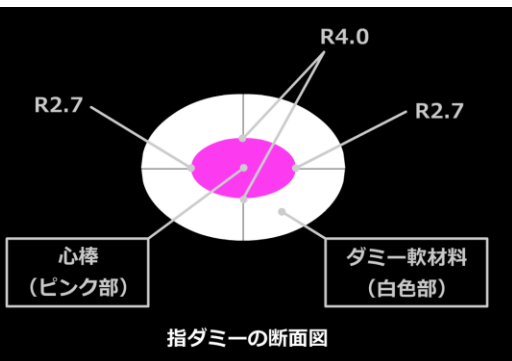 R4.0
R2.7
R2.7
心棒
（ピンク部）
ダミー軟材料
（白色部）
指ダミーの断面図